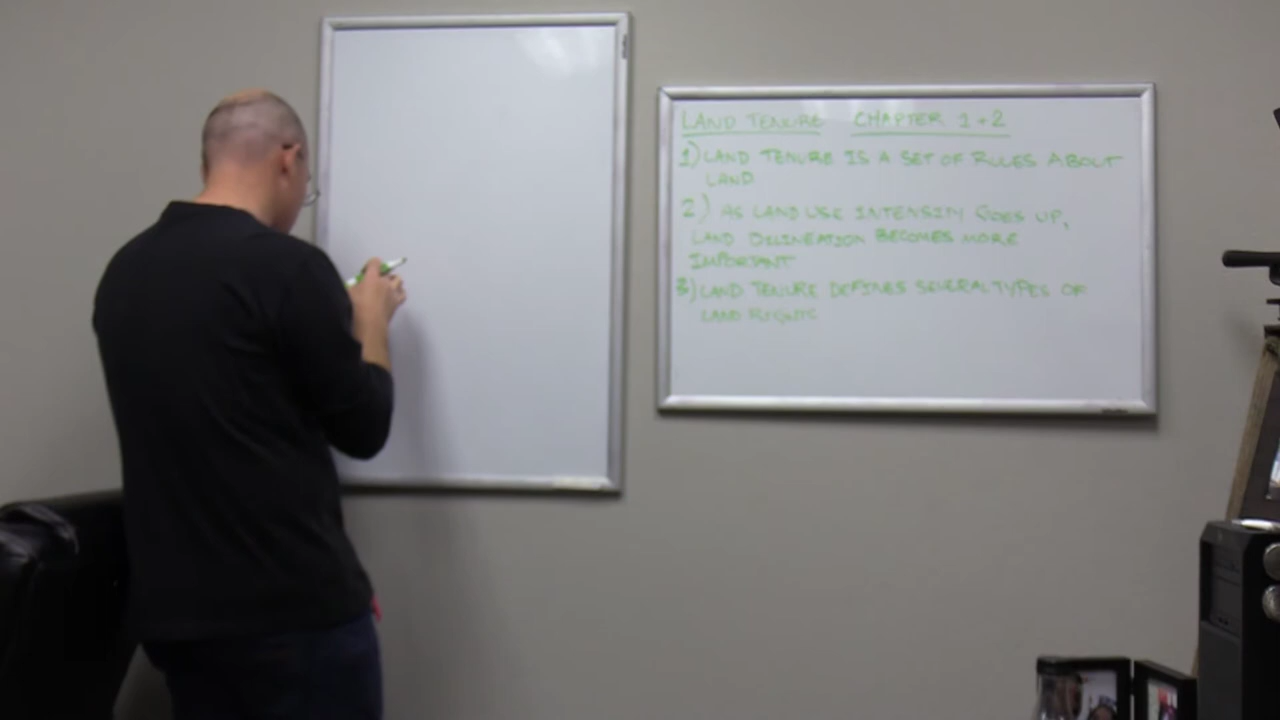 LAND TENURE CHAPTER 1+2
1) LAND TENURE IS A SET OF RULES ABOUT
LAND
2) AS LAND USE INTENSITY GOES UP,
LAND DELINEATION BECOMES MORE
IMPORTANT
3) LAND TENURE DEFINES SEVERAL TYPES OF
LAND RIGHTS